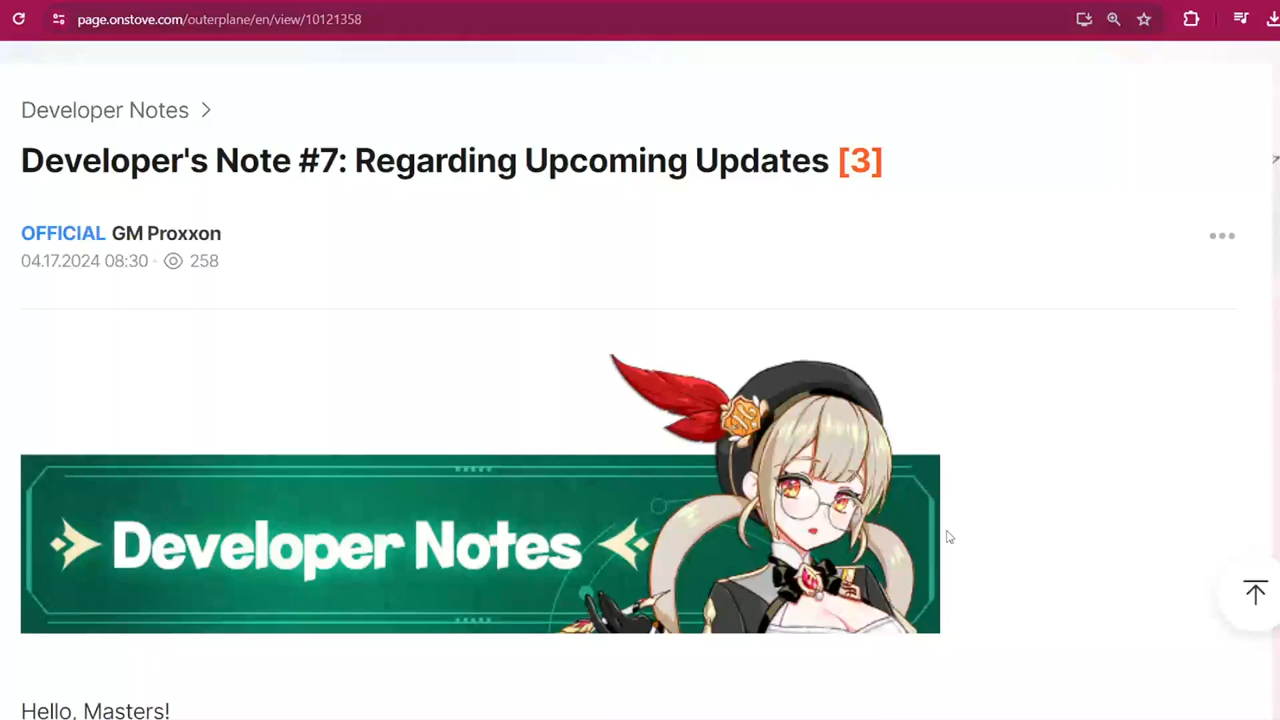 page.onstove.com/outerplane/en/view/10121358
Developer Notes >
Developer's Note #7: Regarding Upcoming Updates [3]
OFFICIAL GM Proxxon
04.17.2024 08:30 · 258
Developer Notes
Hello, Masters!